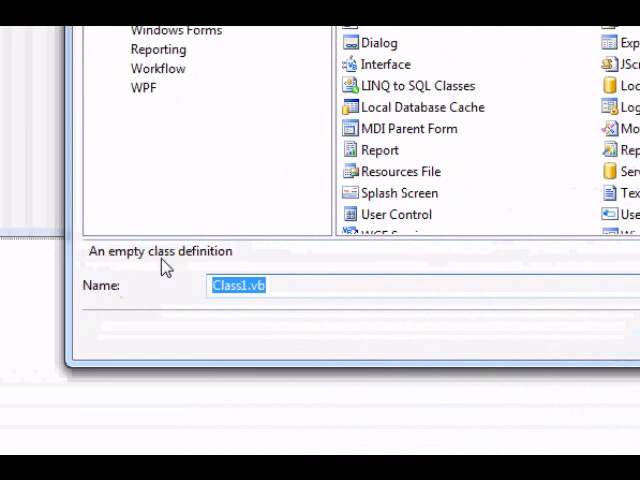 Windows Forms
Reporting
Workflow
WPF
Dialog
Interface
LINQ to SQL Classes
Local Database Cache
MDI Parent Form
Report
Resources File
Splash Screen
User Control
An empty class definition
Name:
Class1.vb